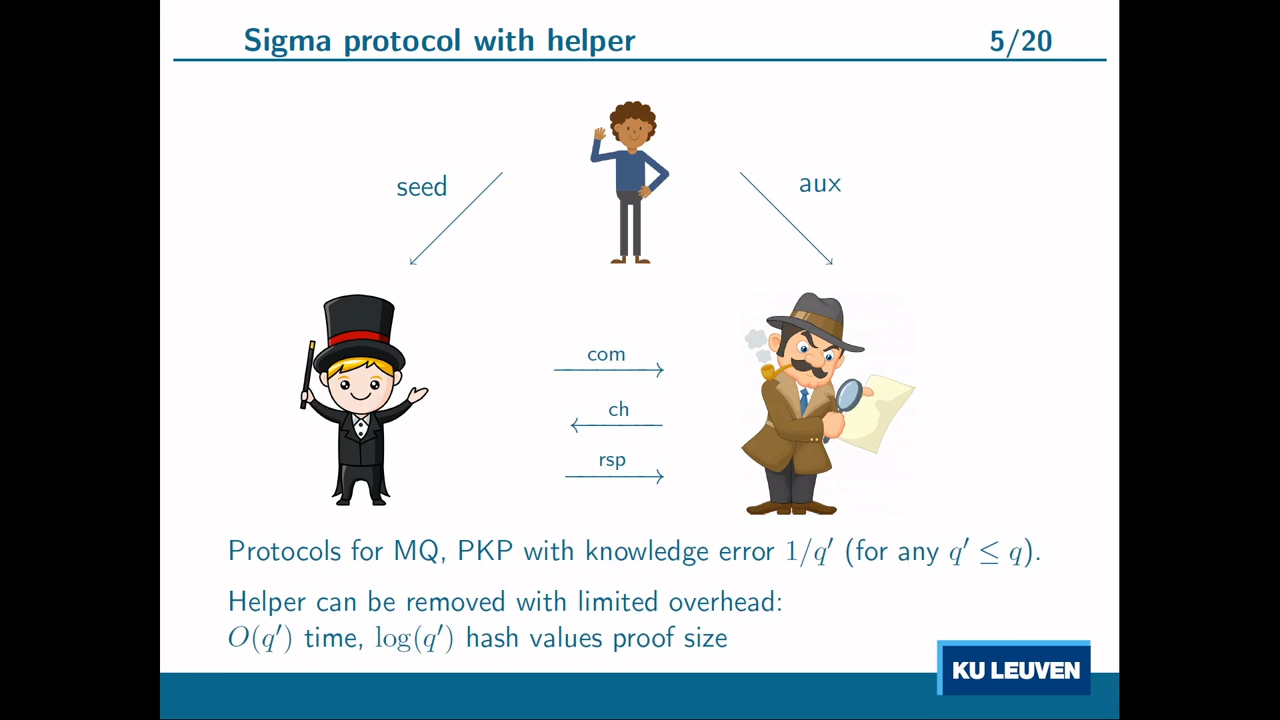 Sigma protocol with helper 5/20
seed
aux
com
ch
rsp
Protocols for MQ, PKP with knowledge error 1/q′ (for any q′ ≤ q).
Helper can be removed with limited overhead:
O(q′) time, log(q′) hash values proof size
KU LEUVEN